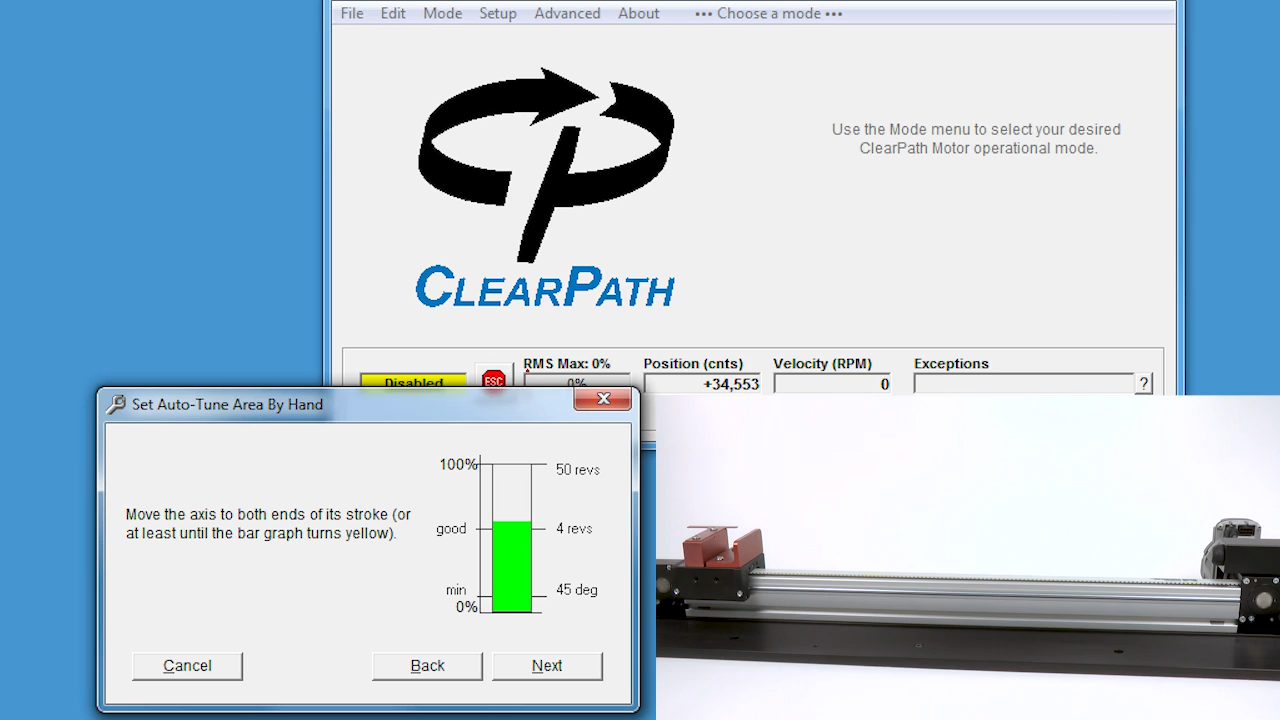 File Edit Mode Setup Advanced About ••• Choose a mode •••
Use the Mode menu to select your desired
ClearPath Motor operational mode.
CLEARPATH
RMS Max: 0% Position (cnts) Velocity (RPM) Exceptions
Disabled ESC 0% +34,553 0 ?
Set Auto-Tune Area By Hand
100% 50 revs
Move the axis to both ends of its stroke (or
at least until the bar graph turns yellow).
good 4 revs
min 45 deg
0%
Cancel Back Next